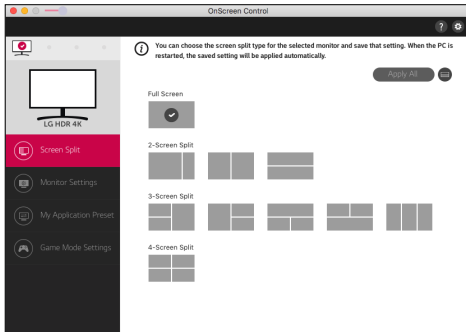 OnScreen Control
?
i
You can choose the screen split type for the selected monitor and save that setting. When the PC is
restarted, the saved setting will be applied automatically.
Apply All
LG HDR 4K
Screen Split
Monitor Settings
My Application Preset
Game Mode Settings
Full Screen
2-Screen Split
3-Screen Split
4-Screen Split